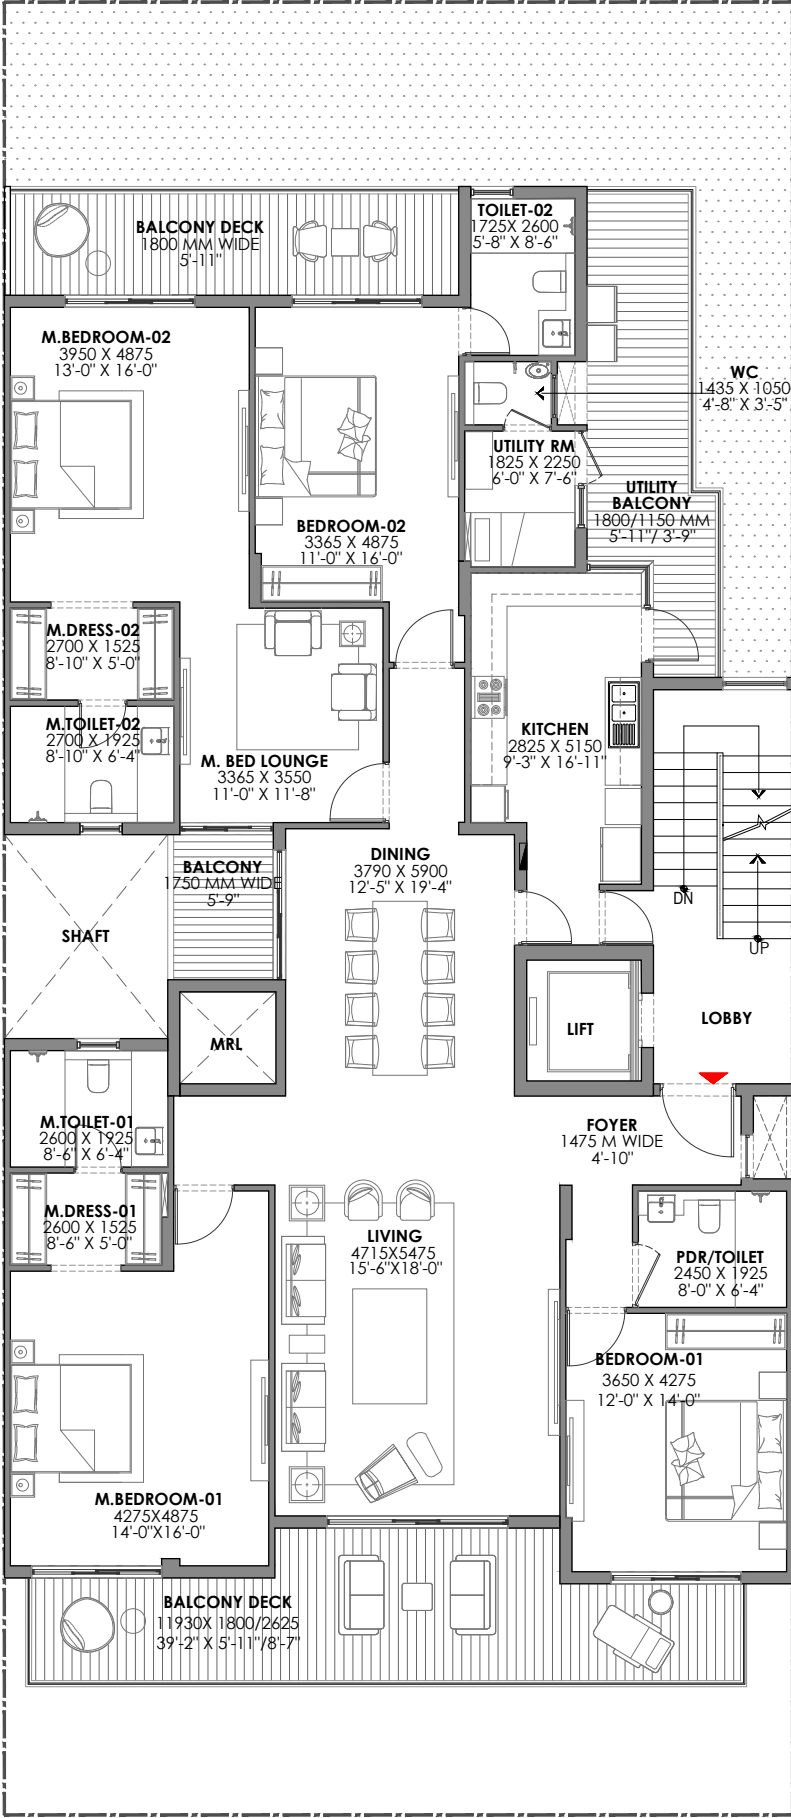 BALCONY DECK
1800 MM WIDE
5'-11"
TOILET-02
1725X 2600
5'-8" X 8'-6"
M.BEDROOM-02
3950 X 4875
13'-0" X 16'-0"
WC
1435 X 1050
4'-8" X 3'-5"
UTILITY RM
1825 X 2250
6'-0" X 7'-6"
UTILITY
BALCONY
1800/1150 MM
5'-11"/ 3'-9"
BEDROOM-02
3365 X 4875
11'-0" X 16'-0"
M.DRESS-02
2700 X 1525
8'-10" X 5'-0"
M.TOILET-02
2700 X 1925
8'-10" X 6'-4"
M. BED LOUNGE
3365 X 3550
11'-0" X 11'-8"
KITCHEN
2825 X 5150
9'-3" X 16'-11"
DINING
3790 X 5900
12'-5" X 19'-4"
BALCONY
1750 MM WIDE
5'-9"
DN
UP
SHAFT
MRL
LIFT
LOBBY
M.TOILET-01
2600 X 1925
8'-6" X 6'-4"
FOYER
1475 M WIDE
4'-10"
M.DRESS-01
2600 X 1525
8'-6" X 5'-0"
LIVING
4715X5475
15'-6"X18'-0"
PDR/TOILET
2450 X 1925
8'-0" X 6'-4"
BEDROOM-01
3650 X 4275
12'-0" X 14'-0"
M.BEDROOM-01
4275X4875
14'-0"X16'-0"
BALCONY DECK
11930X 1800/2625
39'-2" X 5'-11"/8'-7"